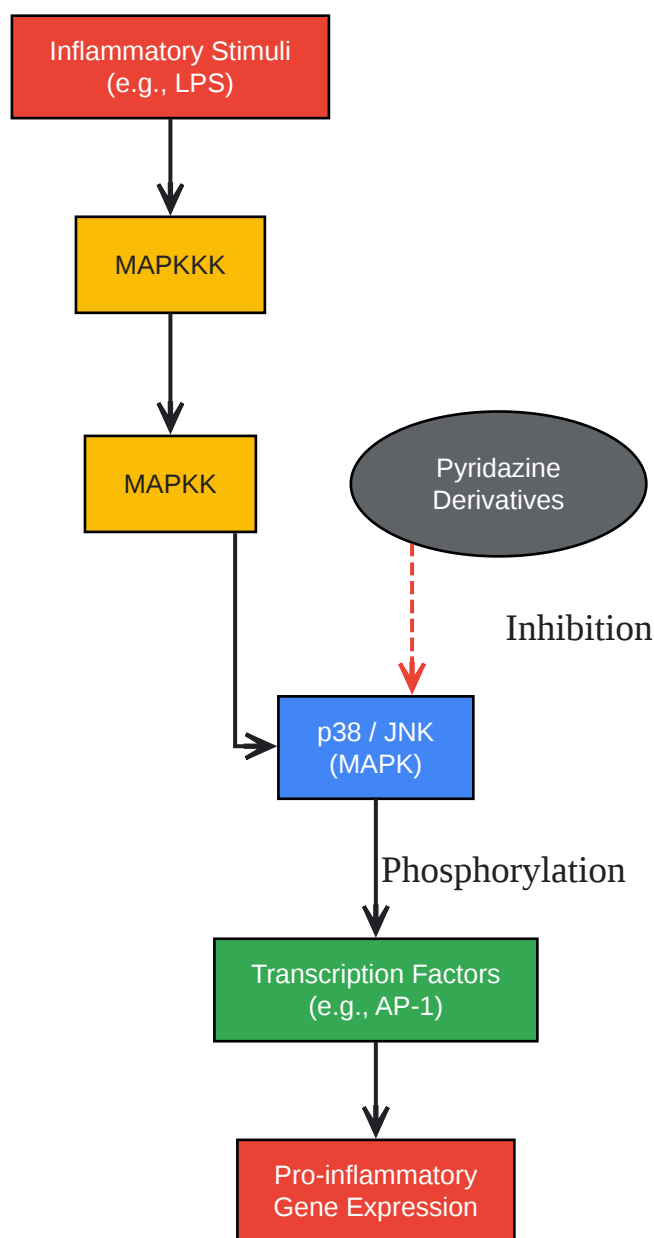 Inflammatory Stimuli
(e.g., LPS)
MAPKKK
MAPKK
Pyridazine
Derivatives
Inhibition
p38 / JNK
(MAPK)
Phosphorylation
Transcription Factors
(e.g., AP-1)
Pro-inflammatory
Gene Expression